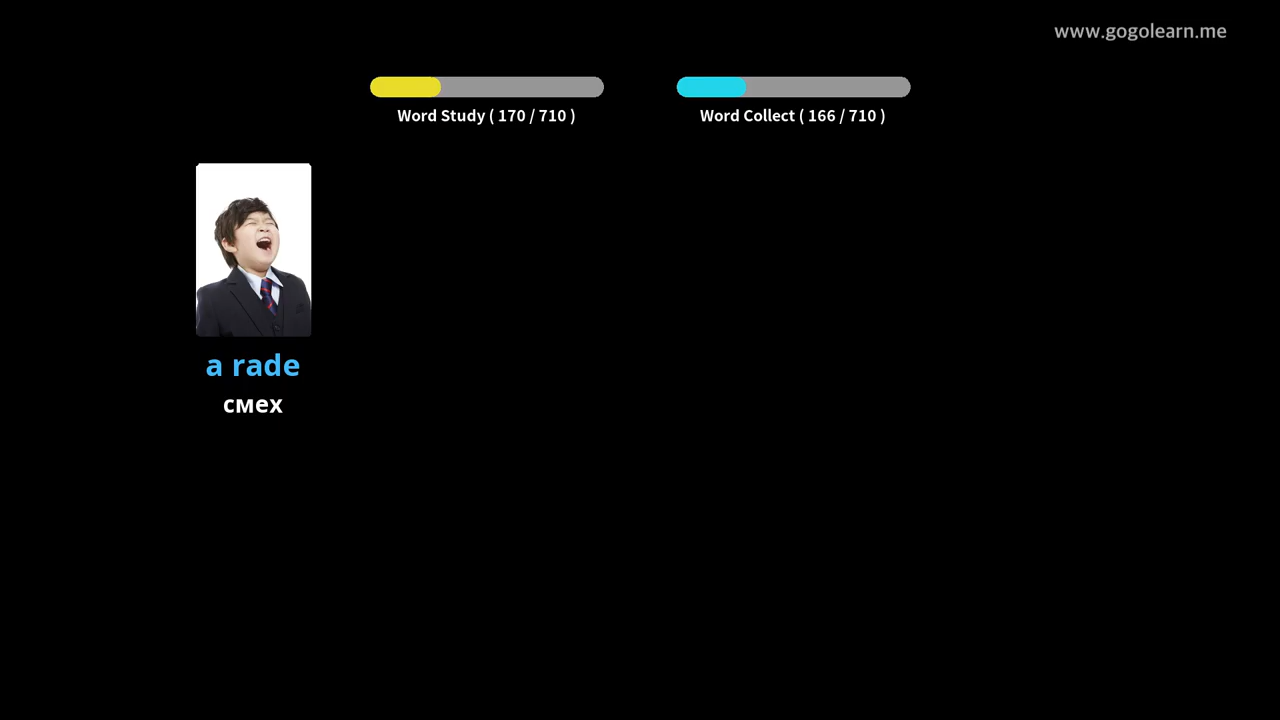 www.gogolearn.me
Word Study ( 170 / 710 )
Word Collect ( 166 / 710 )
a rade
смех